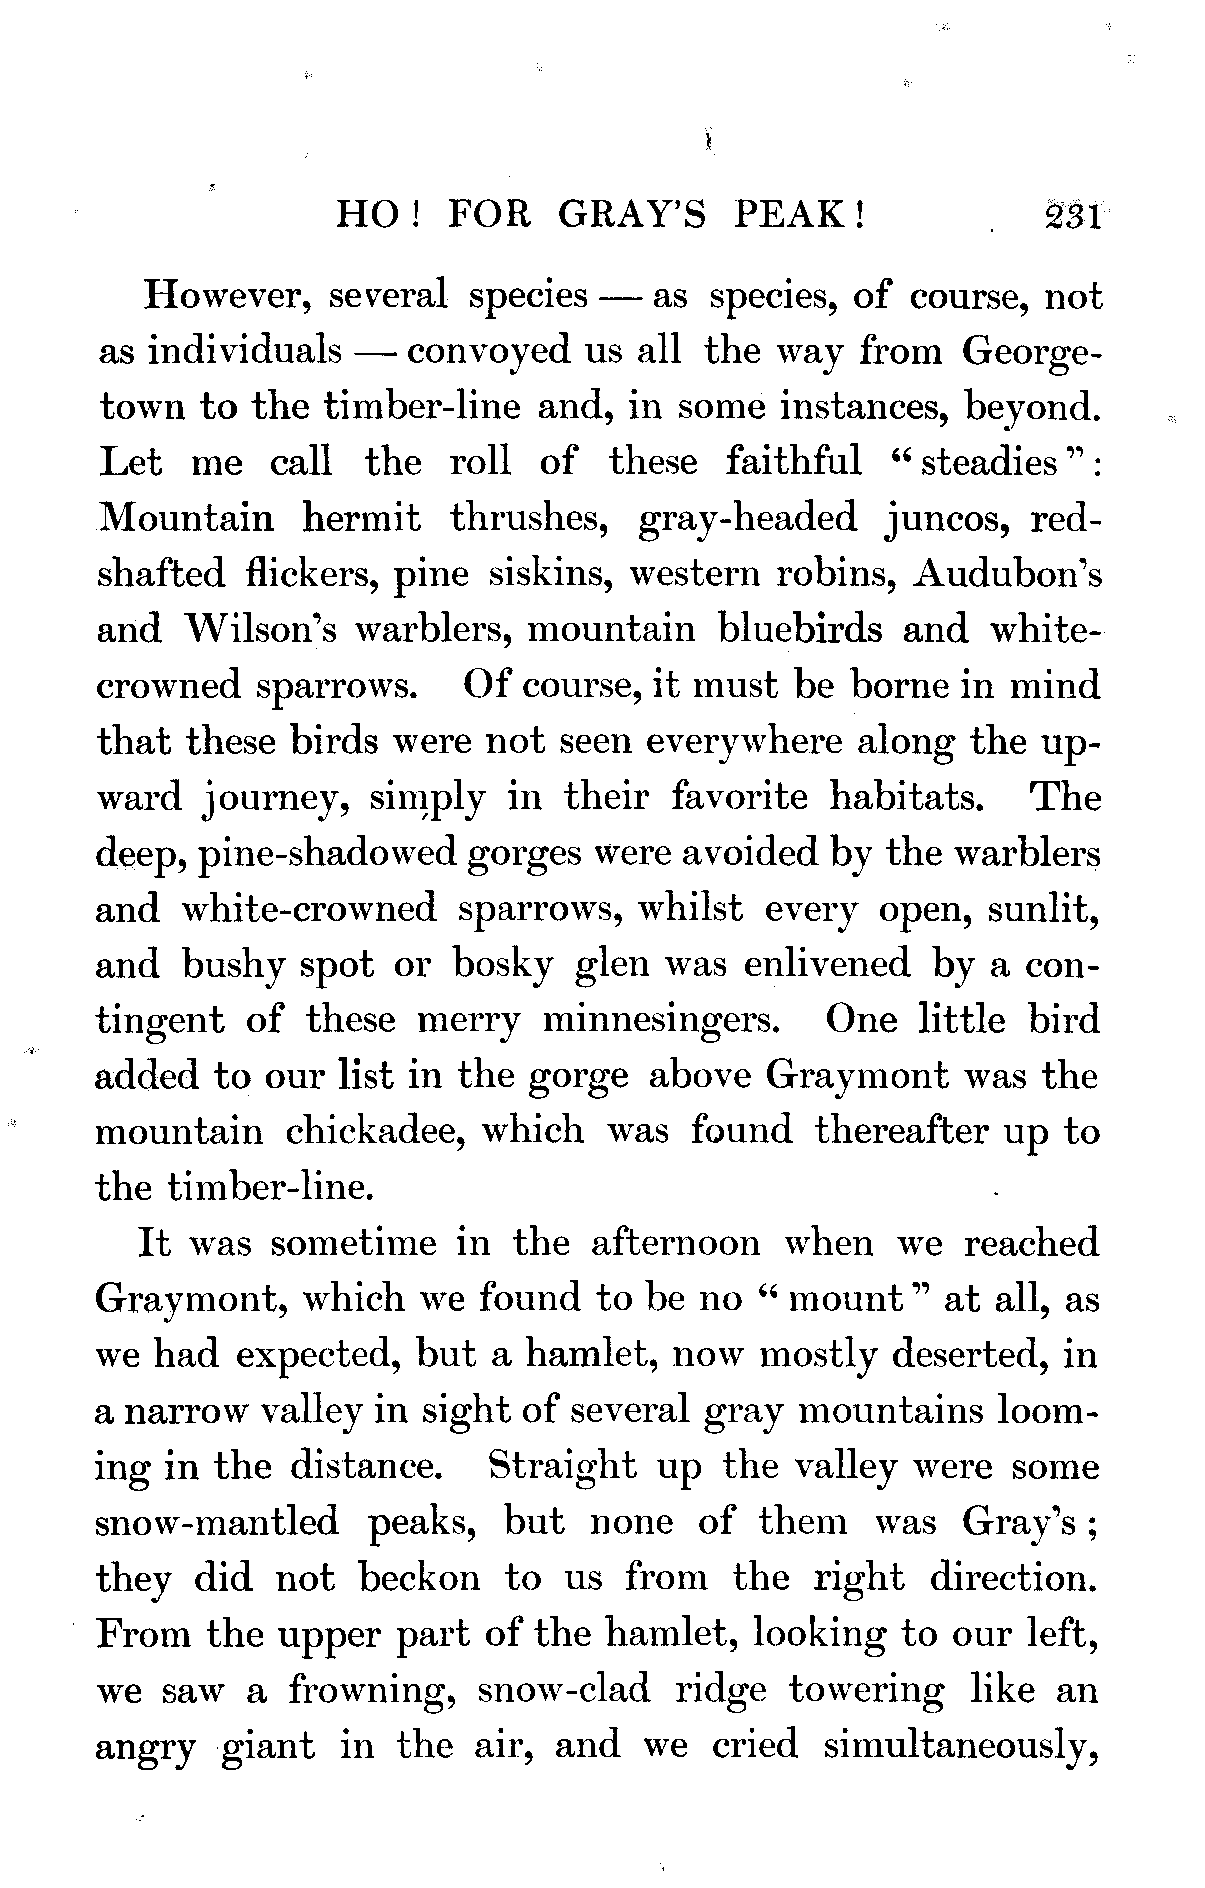 HO! FOR GRAY'S PEAK! 231
However, several species — as species, of course, not
as individuals — convoyed us all the way from George-
town to the timber-line and, in some instances, beyond.
Let me call the roll of these faithful "steadies":
Mountain hermit thrushes, gray-headed juncos, red-
shafted flickers, pine siskins, western robins, Audubon's
and Wilson's warblers, mountain bluebirds and white-
crowned sparrows. Of course, it must be borne in mind
that these birds were not seen everywhere along the up-
ward journey, simply in their favorite habitats. The
deep, pine-shadowed gorges were avoided by the warblers
and white-crowned sparrows, whilst every open, sunlit,
and bushy spot or bosky glen was enlivened by a con-
tingent of these merry minnesingers. One little bird
added to our list in the gorge above Graymont was the
mountain chickadee, which was found thereafter up to
the timber-line.
It was sometime in the afternoon when we reached
Graymont, which we found to be no "mount" at all, as
we had expected, but a hamlet, now mostly deserted, in
a narrow valley in sight of several gray mountains loom-
ing in the distance. Straight up the valley were some
snow-mantled peaks, but none of them was Gray's;
they did not beckon to us from the right direction.
From the upper part of the hamlet, looking to our left,
we saw a frowning, snow-clad ridge towering like an
angry giant in the air, and we cried simultaneously,